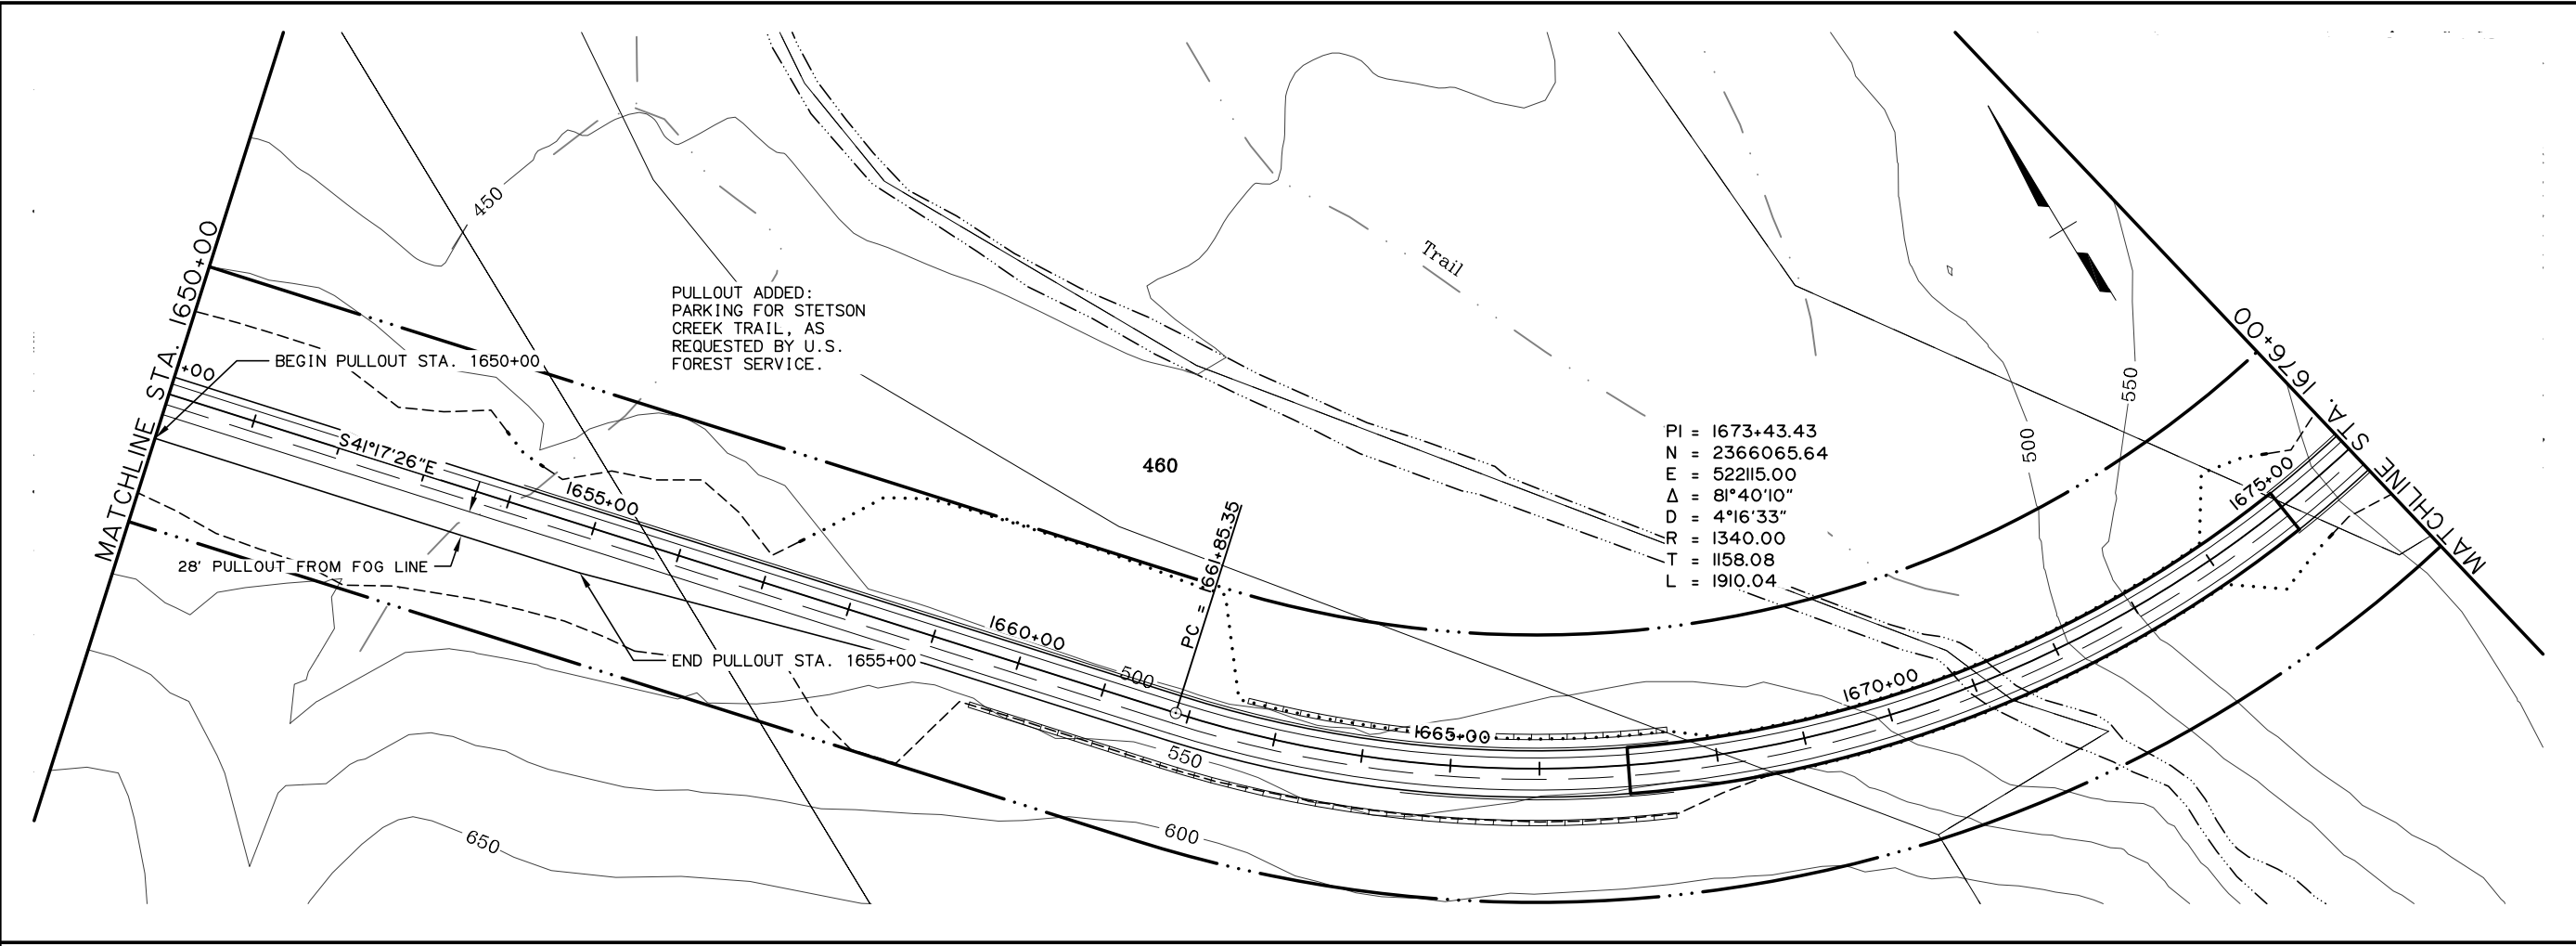 MATCHLINE STA. 1650+00
450
BEGIN PULLOUT STA. 1650+00
+00
S41°17'26"E
28' PULLOUT FROM FOG LINE
PULLOUT ADDED:
PARKING FOR STETSON
CREEK TRAIL, AS
REQUESTED BY U.S.
FOREST SERVICE.
1655+00
END PULLOUT STA. 1655+00
650
Trail
460
PC = 1661+85.35
1660+00
500
550
600
1665+00
PI = 1673+43.43
N = 2366065.64
E = 522115.00
Δ = 81°40'10"
D = 4°16'33"
R = 1340.00
T = 1158.08
L = 1910.04
1670+00
500
550
1675+00
MATCHLINE STA. 1676+00